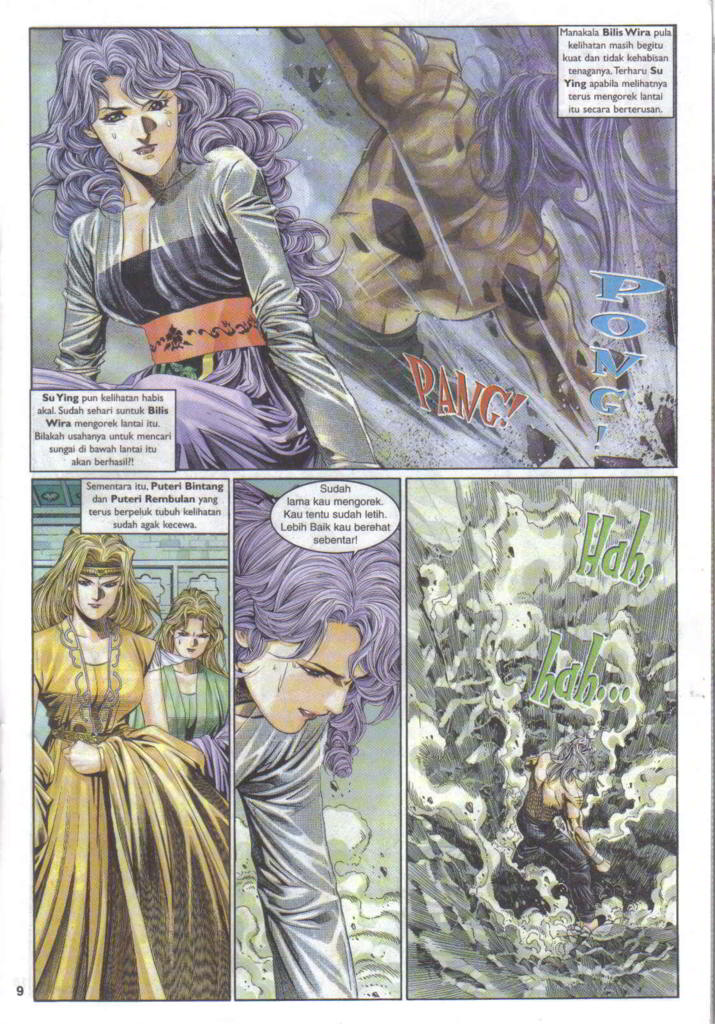 Manakala Bilis Wira pula
kelihatan masih begitu
kuat dan tidak kehabisan
tenaganya. Terharu Su
Ying apabila melihatnya
terus mengorek lantai
itu secara berterusan.
PONG!
PANG!
Su Ying pun kelihatan habis
akal. Sudah sehari suntuk Bilis
Wira mengorek lantai itu.
Bilakah usahanya untuk mencari
sungai di bawah lantai itu
akan berhasil?!
Sementara itu, Puteri Bintang
dan Puteri Rembulan yang
terus berpeluk tubuh kelihatan
sudah agak kecewa.
Sudah
lama kau mengorek.
Kau tentu sudah letih.
Lebih Baik kau berehat
sebentar!
Hah,
hah...
9